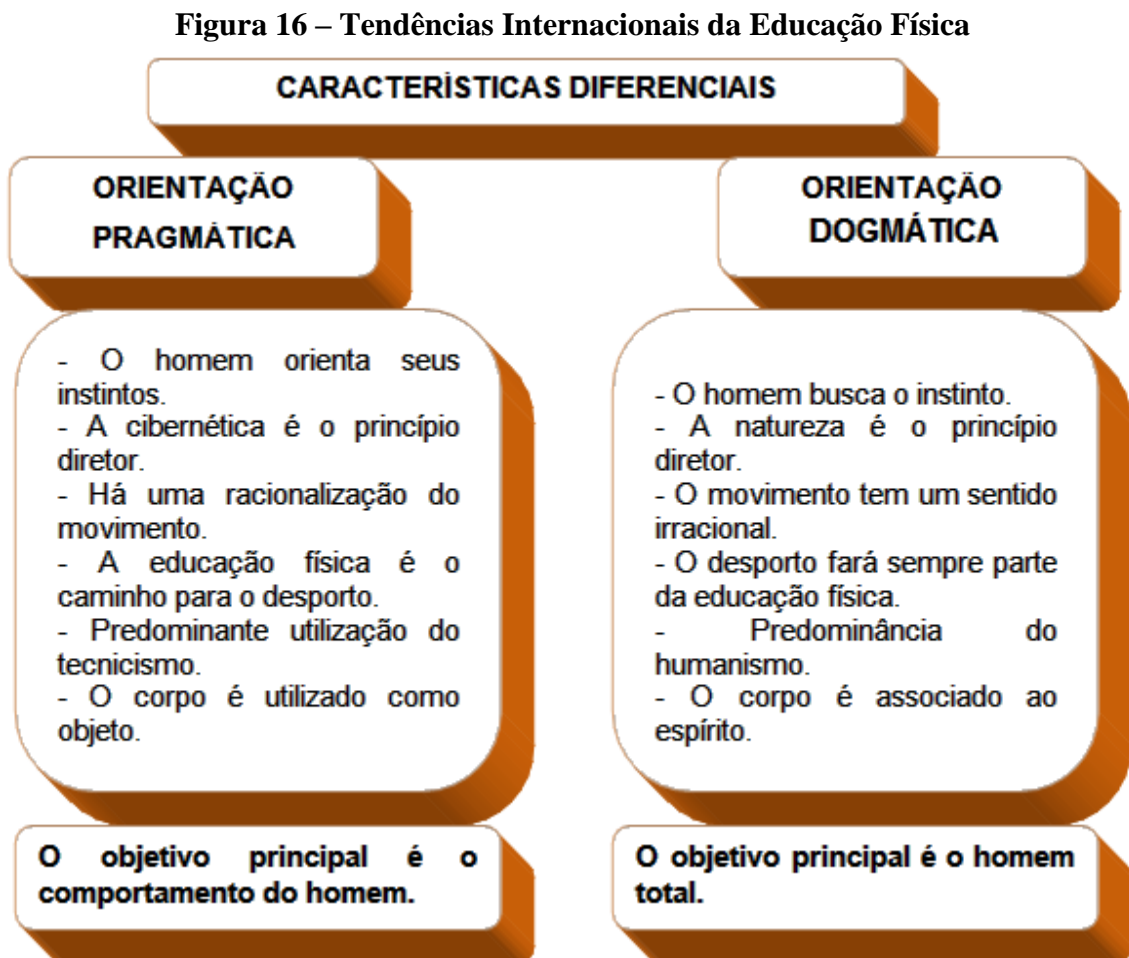 Figura 16 – Tendências Internacionais da Educação Física
CARACTERÍSTICAS DIFERENCIAIS
ORIENTAÇÃO
PRAGMÁTICA
- O homem orienta seus
instintos.
- A cibernética é o princípio
diretor.
- Há uma racionalização do
movimento.
- A educação física é o
caminho para o desporto.
- Predominante utilização do
tecnicismo.
- O corpo é utilizado como
objeto.
O objetivo principal é o
comportamento do homem.
ORIENTAÇÃO
DOGMÁTICA
- O homem busca o instinto.
- A natureza é o princípio
diretor.
- O movimento tem um sentido
irracional.
- O desporto fará sempre parte
da educação física.
- Predominância do
humanismo.
- O corpo é associado ao
espírito.
O objetivo principal é o homem
total.